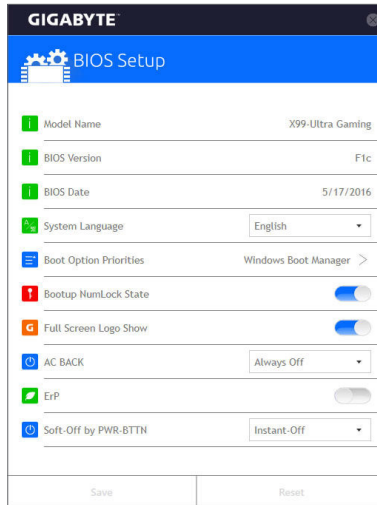 GIGABYTE™
BIOS Setup
Model Name X99-Ultra Gaming
BIOS Version F1c
BIOS Date 5/17/2016
System Language English
Boot Option Priorities Windows Boot Manager
Bootup NumLock State
G Full Screen Logo Show
AC BACK Always Off
ErP
Soft-Off by PWR-BTTN Instant-Off
Save Reset